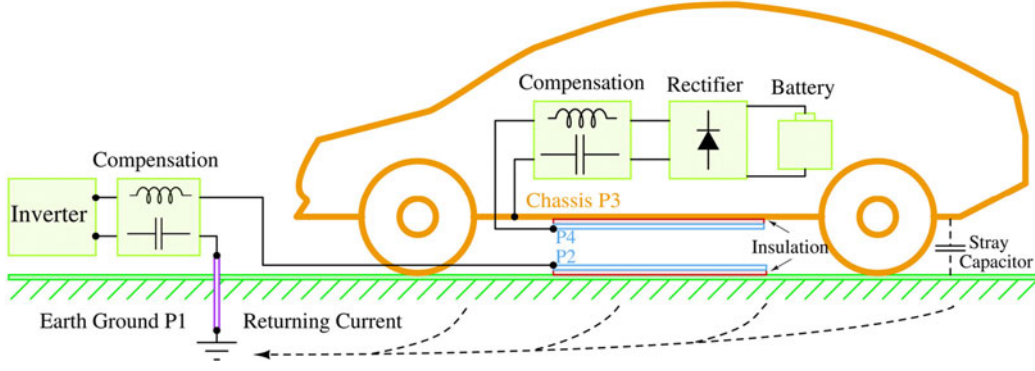 Compensation
Rectifier
Battery
Compensation
Inverter
Chassis P3
P4
P2
Insulation
Stray
Capacitor
Earth Ground P1
Returning Current